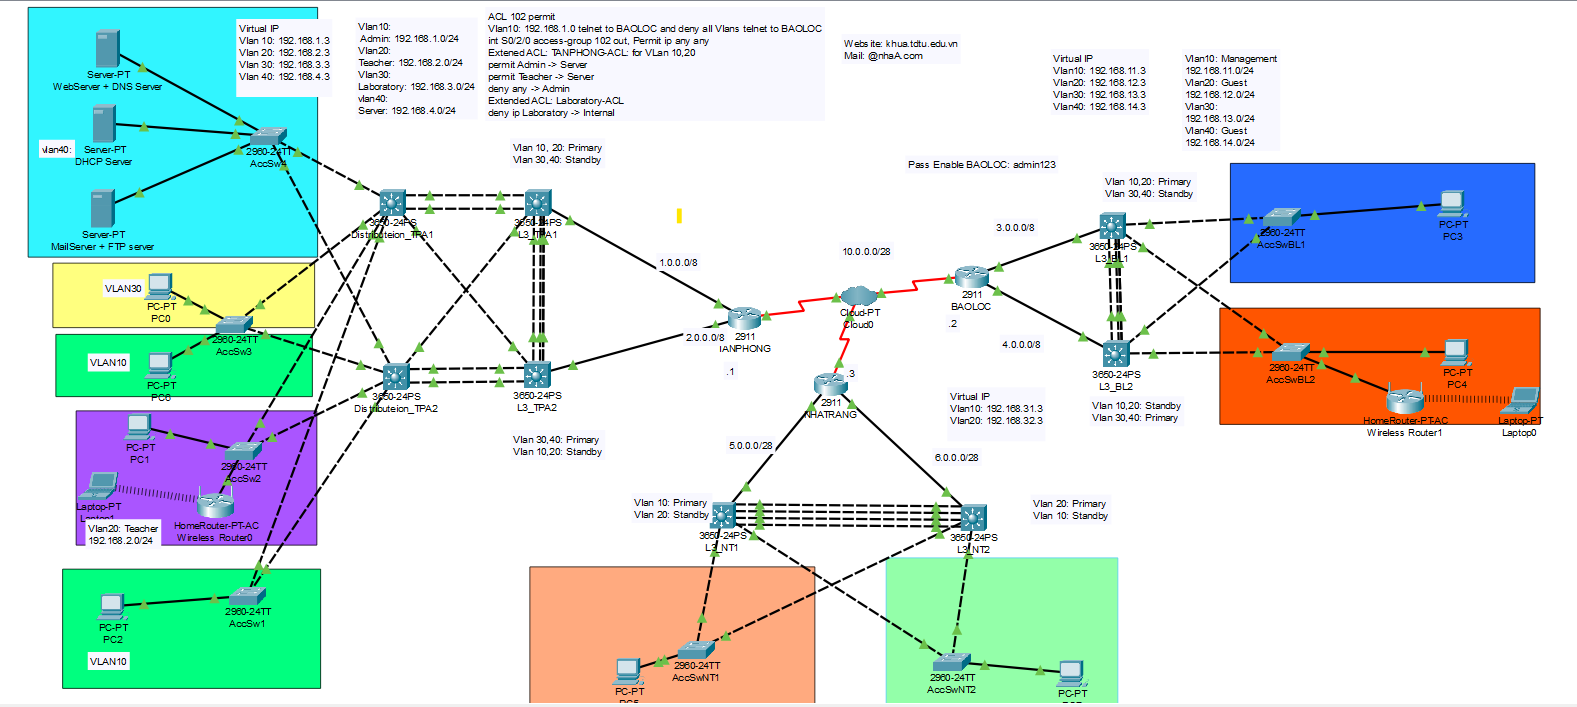 Server-PT
WebServer + DNS Server
Server-PT
DHCP Server
vlan40:
Server-PT
MailServer + FTP server
2960-24TT
AccSw4
Virtual IP
Vlan 10: 192.168.1.3
Vlan 20: 192.168.2.3
Vlan 30: 192.168.3.3
Vlan 40: 192.168.4.3
Vlan10:
Admin: 192.168.1.0/24
Vlan20:
Teacher: 192.168.2.0/24
Vlan30:
Laboratory: 192.168.3.0/24
vlan40:
Server: 192.168.4.0/24
ACL 102 permit
Vlan10: 192.168.1.0 telnet to BAOLOC and deny all Vlans telnet to BAOLOC
int S0/2/0 access-group 102 out, Permit ip any any
Extened ACL: TANPHONG-ACL: for VLan 10,20
permit Admin -> Server
permit Teacher -> Server
deny any -> Admin
Extended ACL: Laboratory-ACL
deny ip Laboratory -> Internal
Website: khua.tdtu.edu.vn
Mail: @nhaA.com
Virtual IP
Vlan10: 192.168.11.3
Vlan20: 192.168.12.3
Vlan30: 192.168.13.3
Vlan40: 192.168.14.3
Vlan10: Management
192.168.11.0/24
Vlan20: Guest
192.168.12.0/24
Vlan30:
192.168.13.0/24
Vlan40: Guest
192.168.14.0/24
Vlan 10, 20: Primary
Vlan 30,40: Standby
Pass Enable BAOLOC: admin123
Vlan 10,20: Primary
Vlan 30,40: Standby
3650-24PS
Distributeion_TPA1
3650-24PS
L3_TPA1
1.0.0.0/8
2.0.0.0/8
2911
TANPHONG
.1
10.0.0.0/28
Cloud-PT
Cloud0
2911
BAOLOC
.2
3.0.0.0/8
4.0.0.0/8
3650-24PS
L3_BL1
2960-24TT
AccSwBL1
PC-PT
PC3
3650-24PS
L3_BL2
2960-24TT
AccSwBL2
PC-PT
PC4
HomeRouter-PT-AC
Wireless Router1
Laptop-PT
Laptop0
Vlan 10,20: Standby
Vlan 30,40: Primary
VLAN30
PC-PT
PC0
2960-24TT
AccSw3
VLAN10
PC-PT
3650-24PS
Distributeion_TPA2
3650-24PS
L3_TPA2
Vlan 30,40: Primary
Vlan 10,20: Standby
.3
2911
NHATRANG
Virtual IP
Vlan10: 192.168.31.3
Vlan20: 192.168.32.3
5.0.0.0/28
6.0.0.0/28
PC-PT
PC1
2960-24TT
AccSw2
Laptop-PT
Laptop1
Vlan20: Teacher
192.168.2.0/24
HomeRouter-PT-AC
Wireless Router0
Vlan 10: Primary
Vlan 20: Standby
3650-24PS
L3_NT1
3650-24PS
L3_NT2
Vlan 20: Primary
Vlan 10: Standby
PC-PT
PC2
VLAN10
2960-24TT
AccSw1
PC-PT
2960-24TT
AccSwNT1
2960-24TT
AccSwNT2
PC-PT